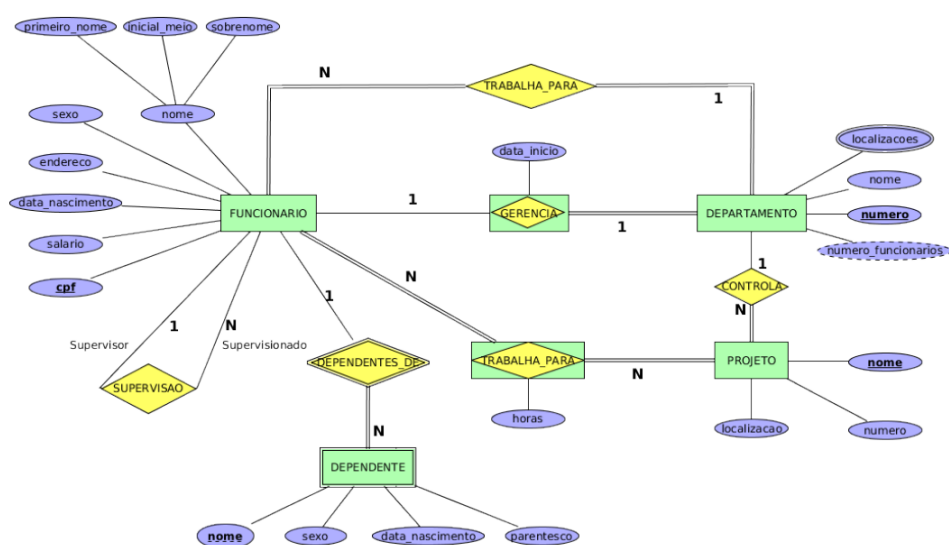 primeiro_nome
inicial_meio
sobrenome
N
TRABALHA_PARA
1
sexo
nome
localizacoes
data_inicio
endereco
nome
data_nascimento
FUNCIONARIO
1
GERENCIA
1
DEPARTAMENTO
numero
salario
numero_funcionarios
cpf
N
1
CONTROLA
1
N
1
N
Supervisor
Supervisionado
DEPENDENTES_DE
TRABALHA_PARA
N
PROJETO
nome
SUPERVISAO
horas
localizacao
numero
N
DEPENDENTE
nome
sexo
data_nascimento
parentesco